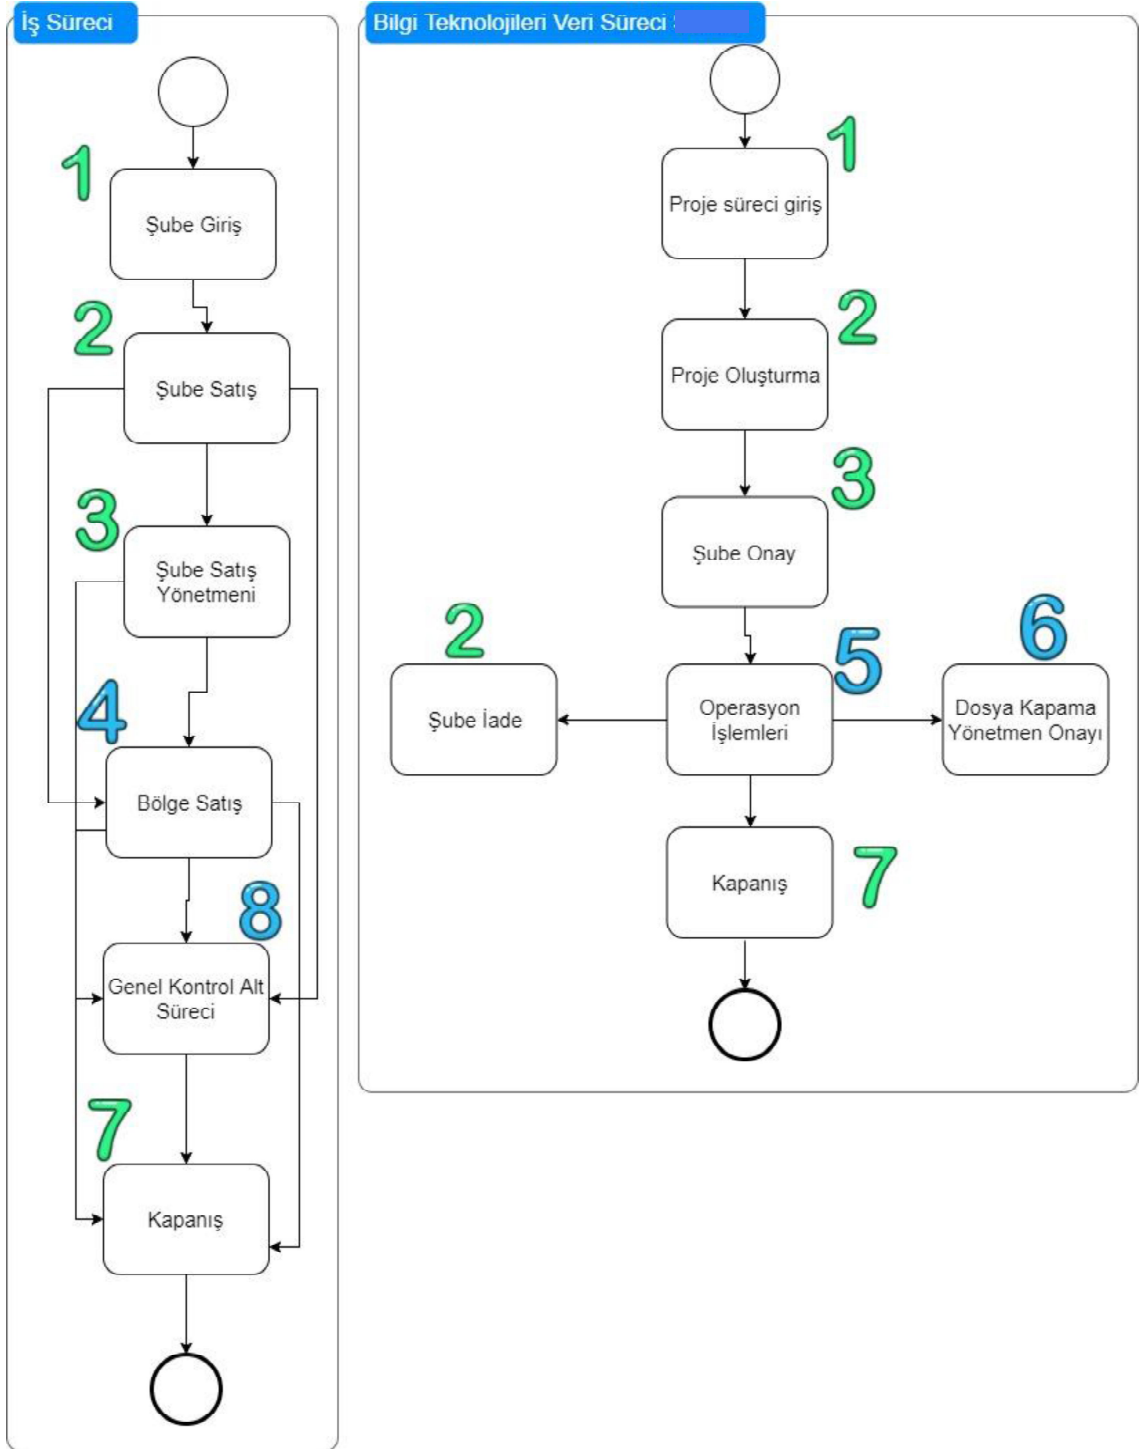 İş Süreci
1
Şube Giriş
2
Şube Satış
3
Şube Satış
Yönetmeni
4
Bölge Satış
8
Genel Kontrol Alt
Süreci
7
Kapanış
Bilgi Teknolojileri Veri Süreci
1
Proje süreci giriş
2
Proje Oluşturma
3
Şube Onay
2
Şube İade
5
Operasyon
İşlemleri
6
Dosya Kapama
Yönetmen Onayı
7
Kapanış